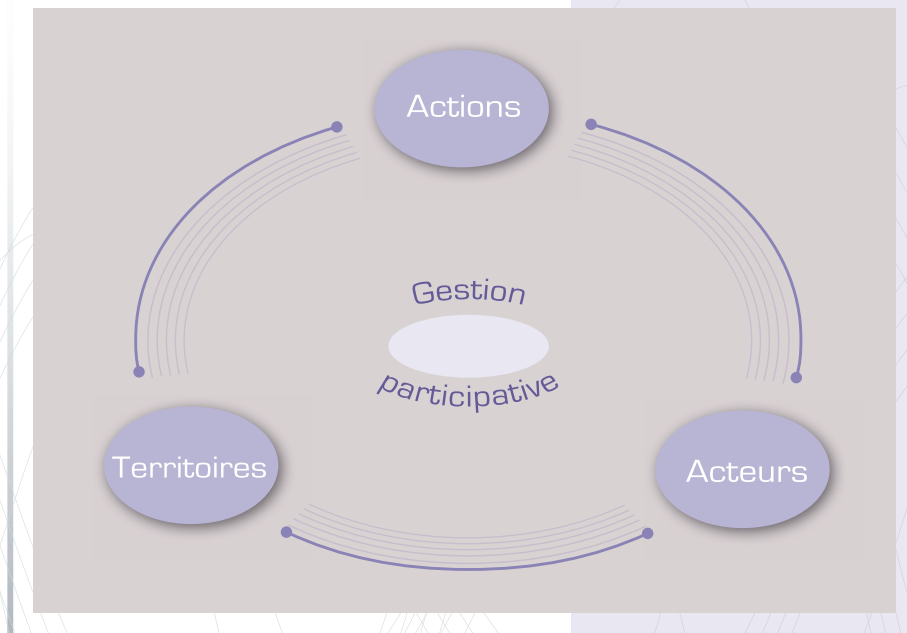 Actions
Gestion
participative
Territoires
Acteurs